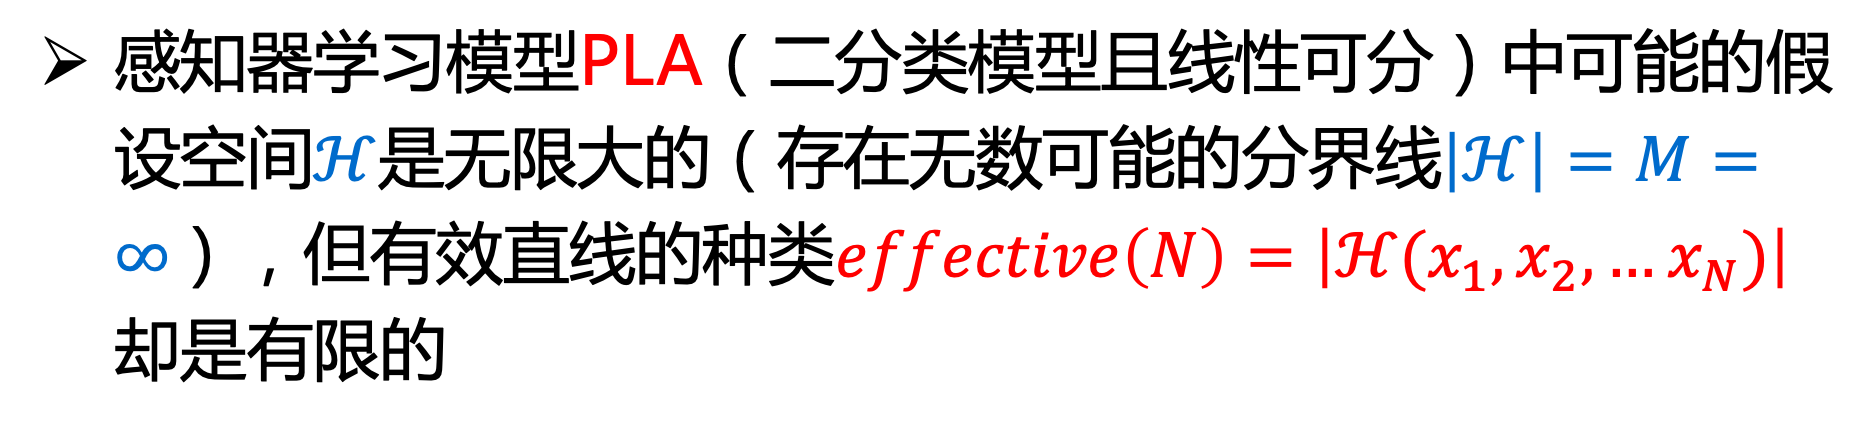 ➢ 感知器学习模型PLA（二分类模型且线性可分）中可能的假
设空间ℋ是无限大的（存在无数可能的分界线|ℋ| = M =
∞），但有效直线的种类effective(N) = |ℋ(x₁, x₂, … x_N)|
却是有限的